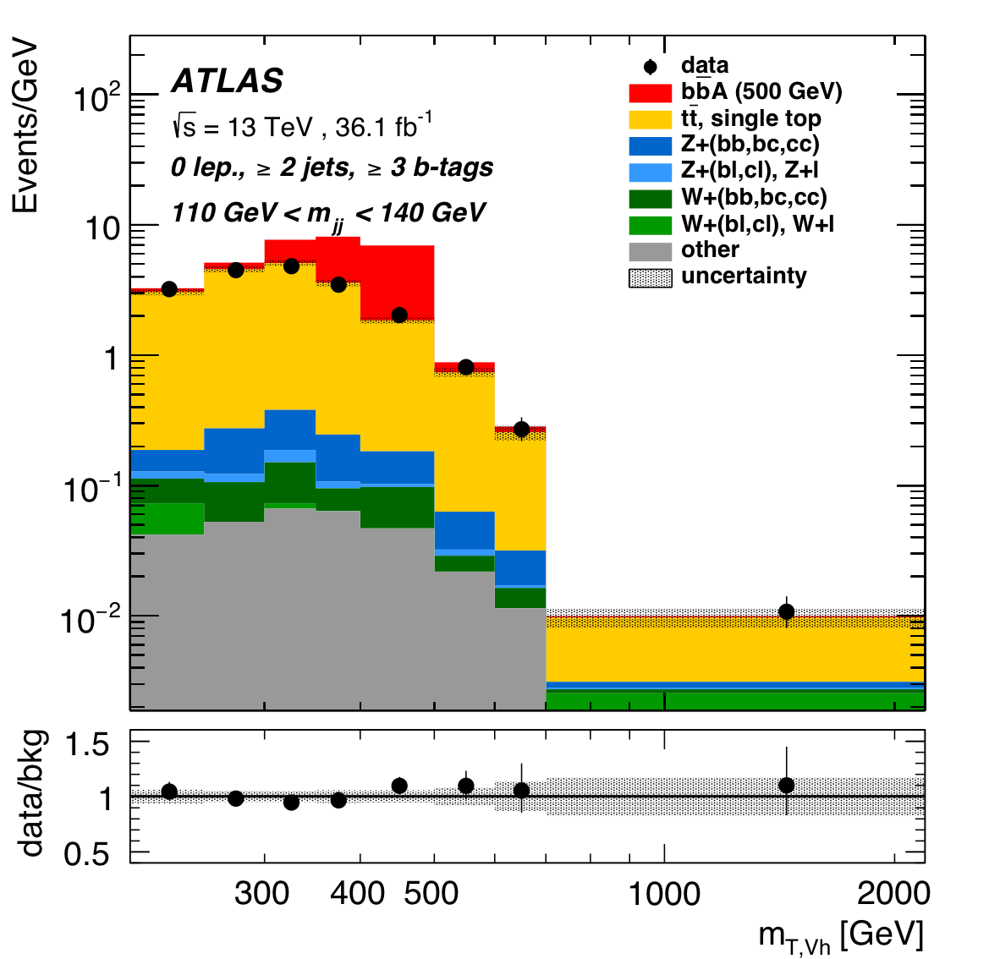 Events/GeV
10²
10
1
10⁻¹
10⁻²
ATLAS
√s = 13 TeV , 36.1 fb⁻¹
0 lep., ≥ 2 jets, ≥ 3 b-tags
110 GeV < m_jj < 140 GeV
data
bb̅A (500 GeV)
tt̅, single top
Z+(bb,bc,cc)
Z+(bl,cl), Z+l
W+(bb,bc,cc)
W+(bl,cl), W+l
other
uncertainty
data/bkg
1.5
1
0.5
300 400 500 1000 2000
m_T,Vh [GeV]